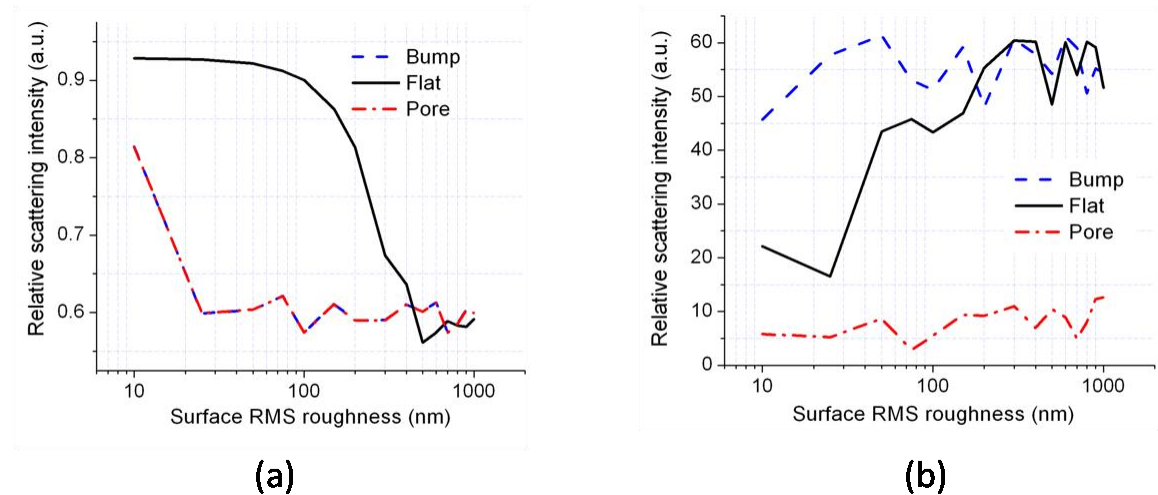 Relative scattering intensity (a.u.)
0.9
0.8
0.7
0.6
Bump
Flat
Pore
10
100
1000
Surface RMS roughness (nm)
(a)
Relative scattering intensity (a.u.)
60
50
40
30
20
10
0
Bump
Flat
Pore
10
100
1000
Surface RMS roughness (nm)
(b)